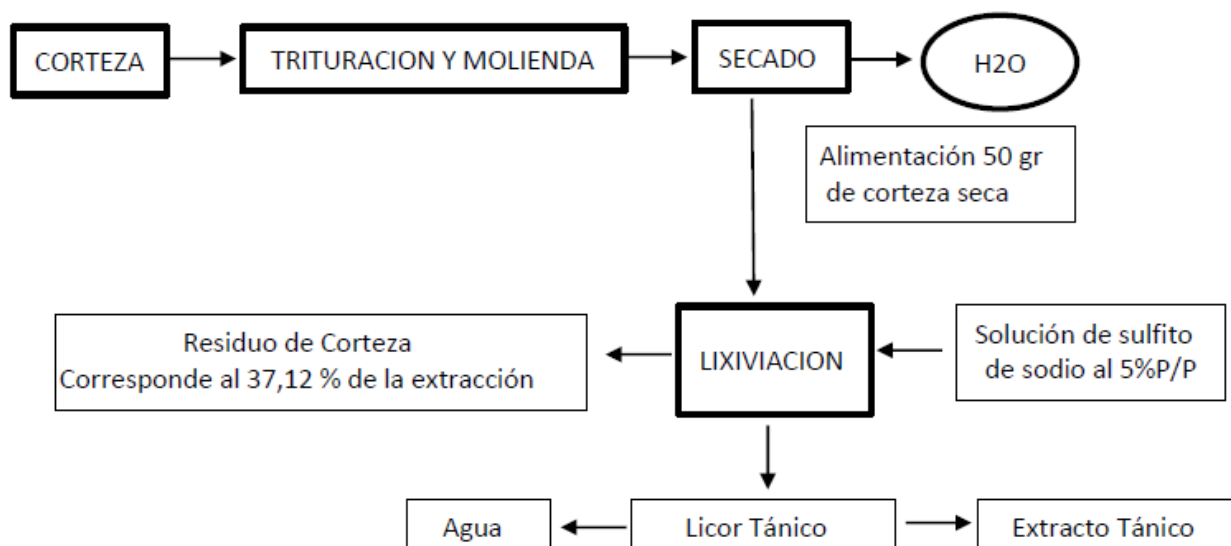 CORTEZA
TRITURACION Y MOLIENDA
SECADO
H2O
Alimentación 50 gr
de corteza seca
Residuo de Corteza
Corresponde al 37,12 % de la extracción
LIXIVIACION
Solución de sulfito
de sodio al 5%P/P
Agua
Licor Tánico
Extracto Tánico